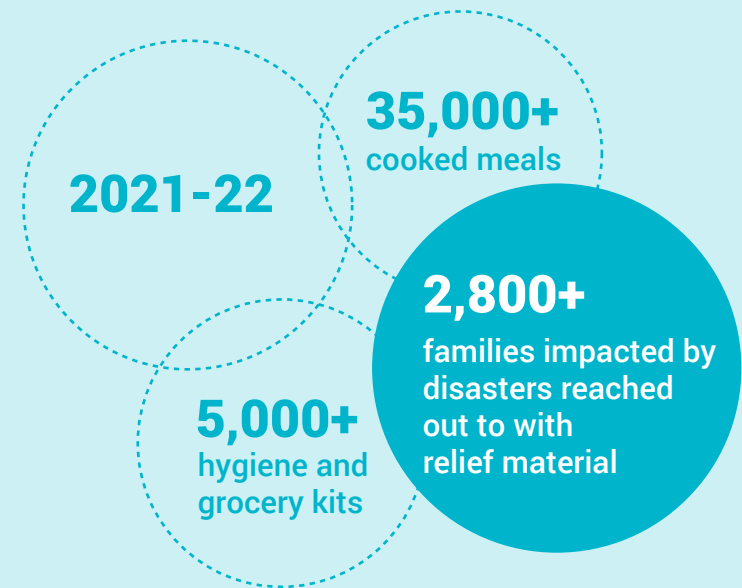 2021-22
35,000+
cooked meals
2,800+
families impacted by
disasters reached
out to with
relief material
5,000+
hygiene and
grocery kits